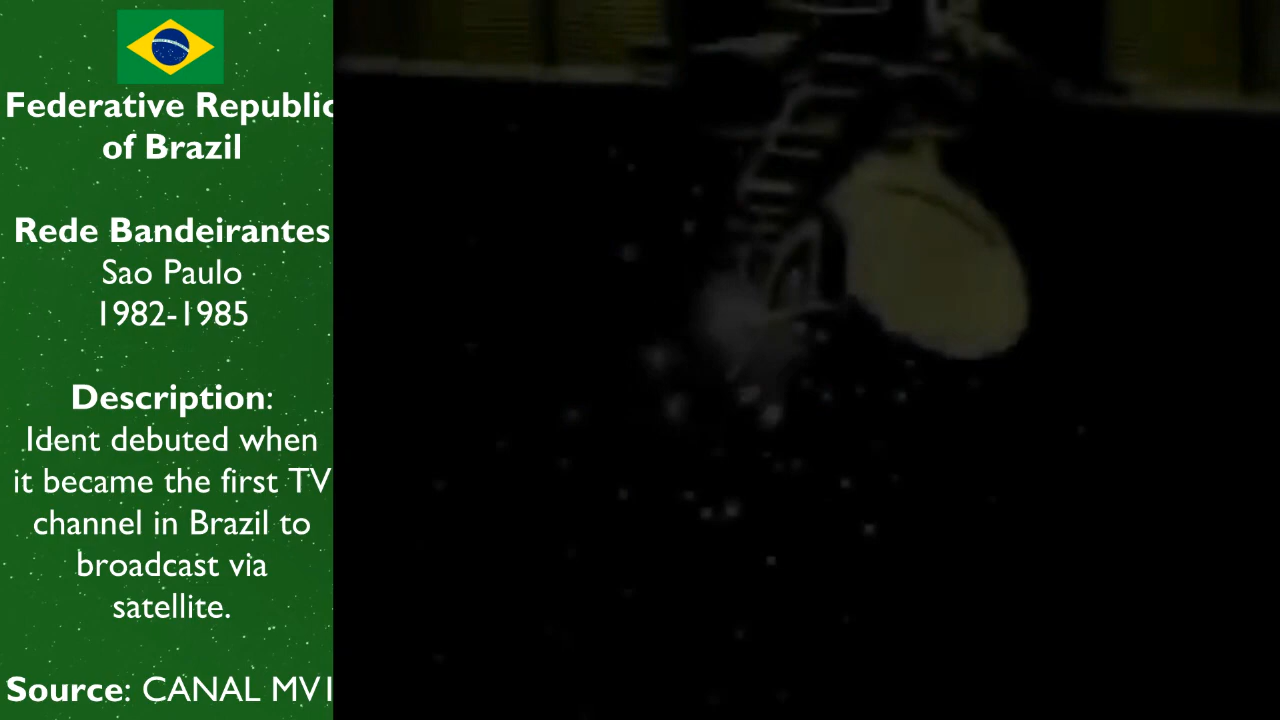 Federative Republic
of Brazil
Rede Bandeirantes
Sao Paulo
1982-1985
Description:
Ident debuted when
it became the first TV
channel in Brazil to
broadcast via
satellite.
Source: CANAL MV1